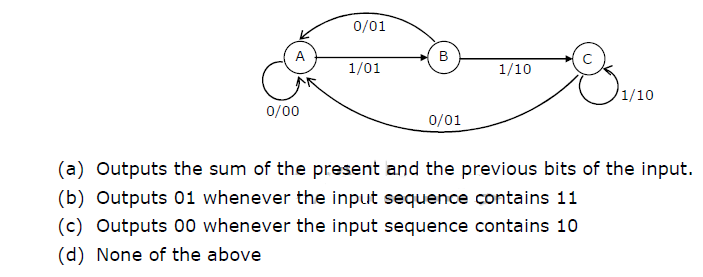 0/01
A
B
C
1/01
1/10
1/10
0/00
0/01
(a) Outputs the sum of the present and the previous bits of the input.
(b) Outputs 01 whenever the input sequence contains 11
(c) Outputs 00 whenever the input sequence contains 10
(d) None of the above